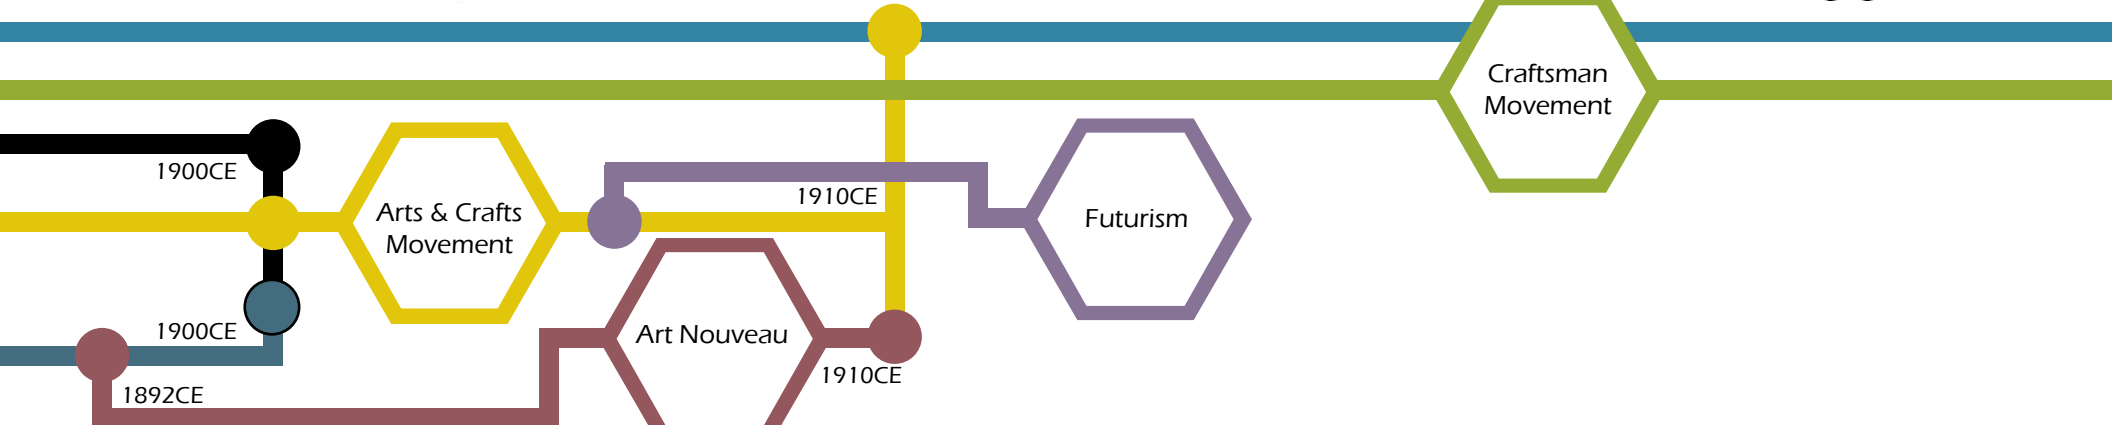 Craftsman
Movement
1900CE
1910CE
Arts & Crafts
Movement
Futurism
1900CE
Art Nouveau
1910CE
1892CE